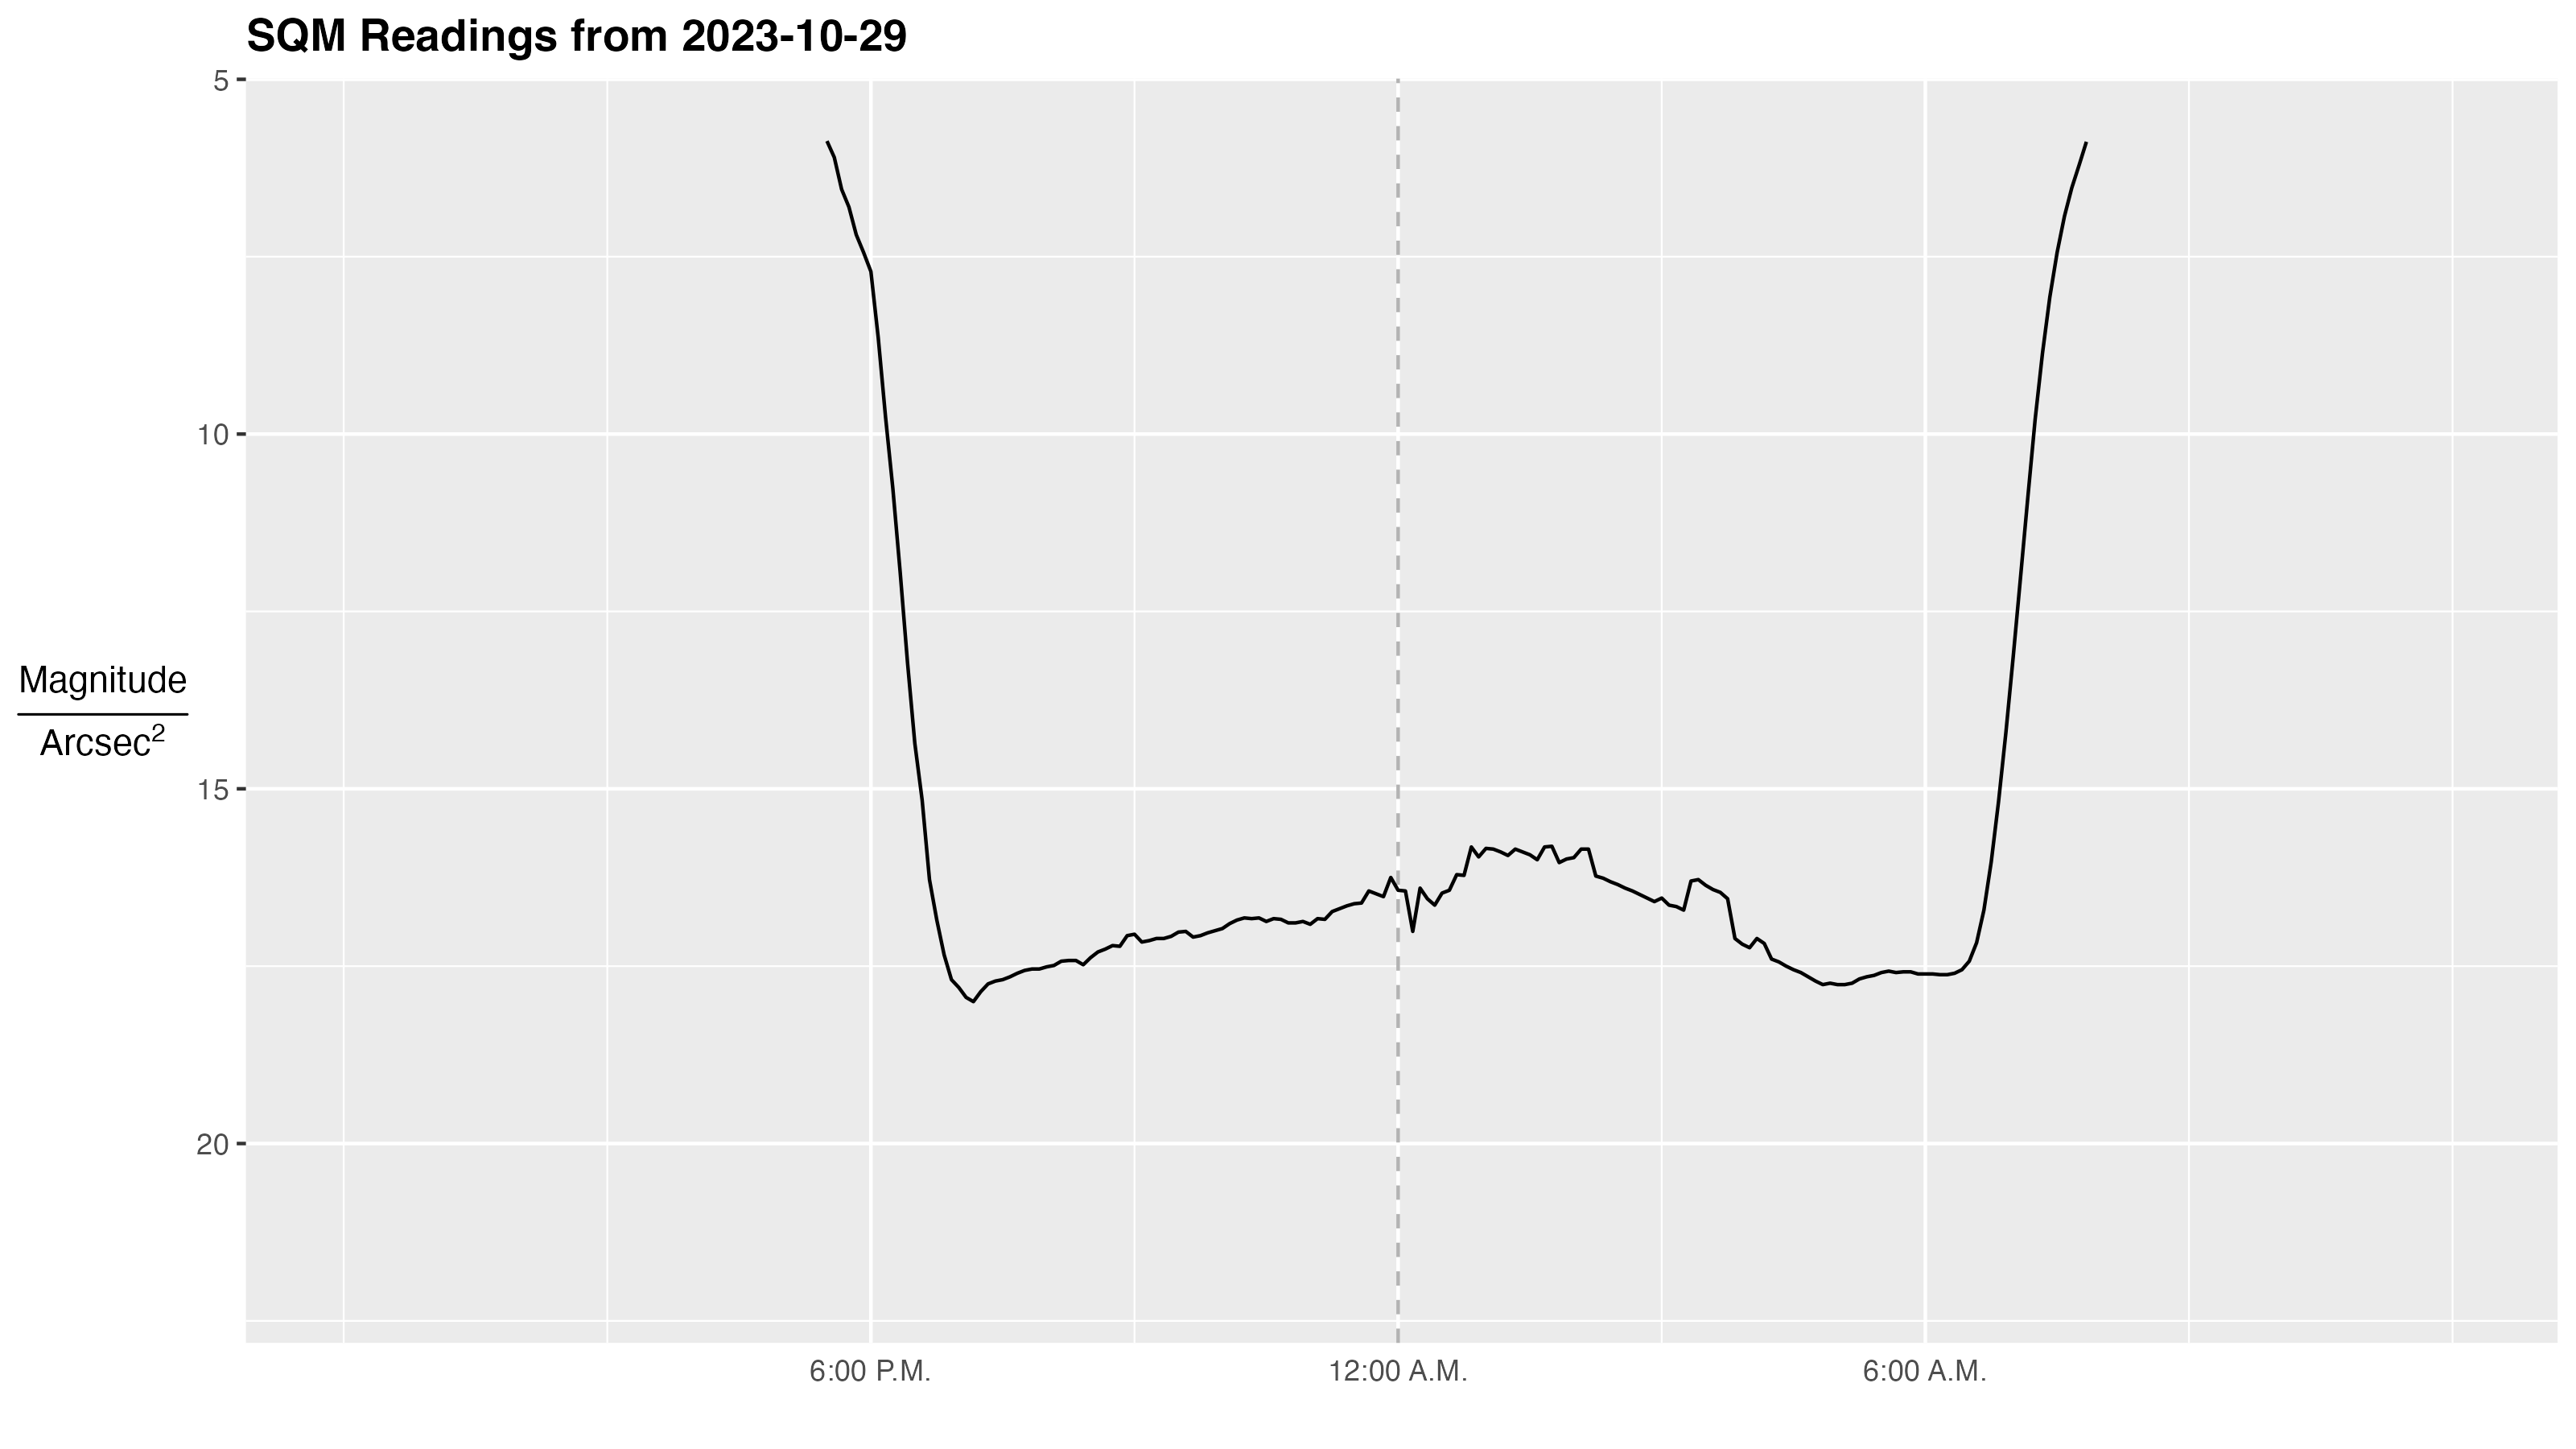 SQM Readings from 2023-10-29
5
10
15
20
Magnitude
Arcsec²
6:00 P.M.
12:00 A.M.
6:00 A.M.